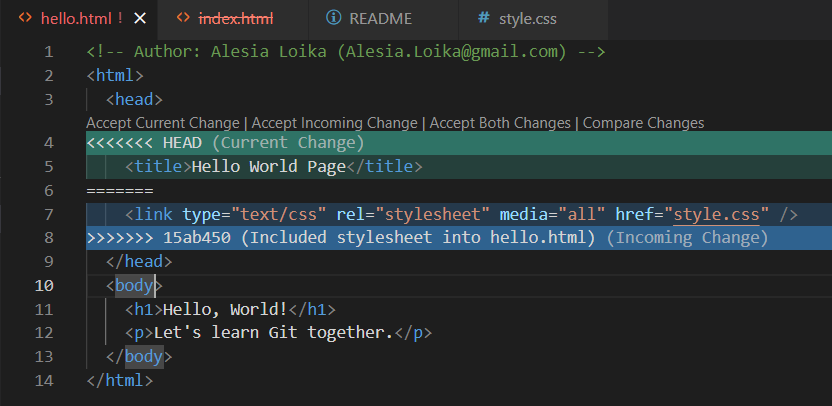 <> hello.html ! × <> index.html README # style.css
1 <!-- Author: Alesia Loika (Alesia.Loika@gmail.com) -->
2 <html>
3 <head>
Accept Current Change | Accept Incoming Change | Accept Both Changes | Compare Changes
4 <<<<<<< HEAD (Current Change)
5 <title>Hello World Page</title>
6 =======
7 <link type="text/css" rel="stylesheet" media="all" href="style.css" />
8 >>>>>>> 15ab450 (Included stylesheet into hello.html) (Incoming Change)
9 </head>
10 <body>
11 <h1>Hello, World!</h1>
12 <p>Let's learn Git together.</p>
13 </body>
14 </html>